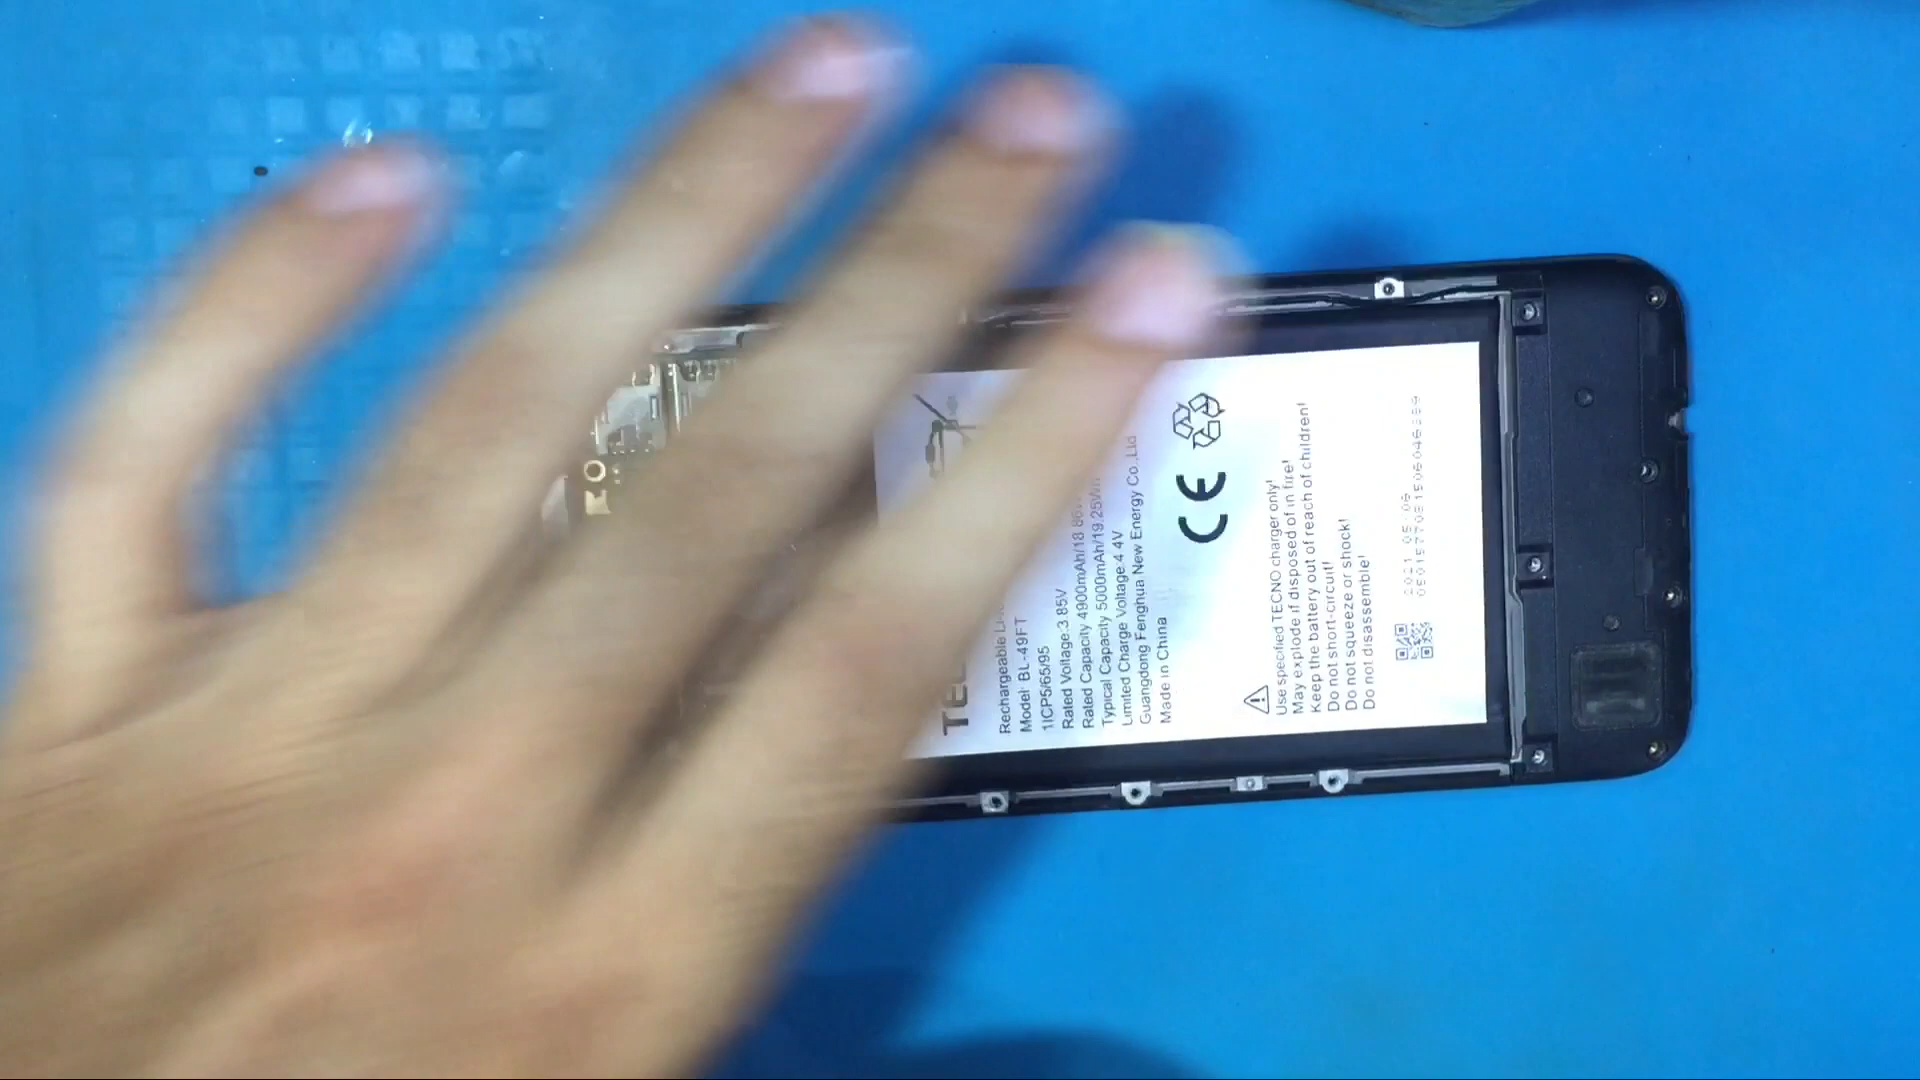 Rechargeable
Model: BL-49FT
1ICP5/65/95
Rated Voltage:3.85V
Rated Capacity 4900mAh/18.86
Typical Capacity 5000mAh/19.25Wh
Limited Charge Voltage:4.4V
Guangdong Fenghua New Energy Co.,Ltd
Made in China
CE
Use specified TECNO charger only!
May explode if disposed of in fire!
Keep the battery out of reach of children!
Do not short-circuit!
Do not squeeze or shock!
Do not disassemble!